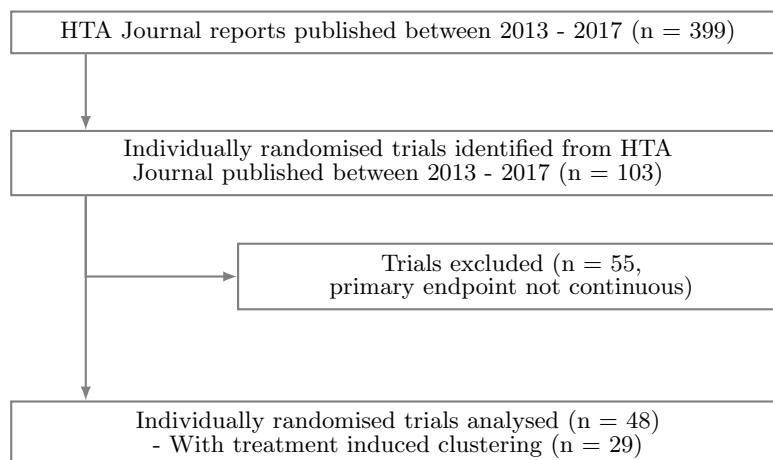 HTA Journal reports published between 2013 - 2017 (n = 399)
Individually randomised trials identified from HTA
Journal published between 2013 - 2017 (n = 103)
Trials excluded (n = 55,
primary endpoint not continuous)
Individually randomised trials analysed (n = 48)
- With treatment induced clustering (n = 29)